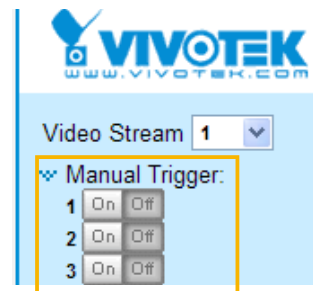 VIVOTEK
www.vivotek.com
Video Stream 1
Manual Trigger:
1 On Off
2 On Off
3 On Off